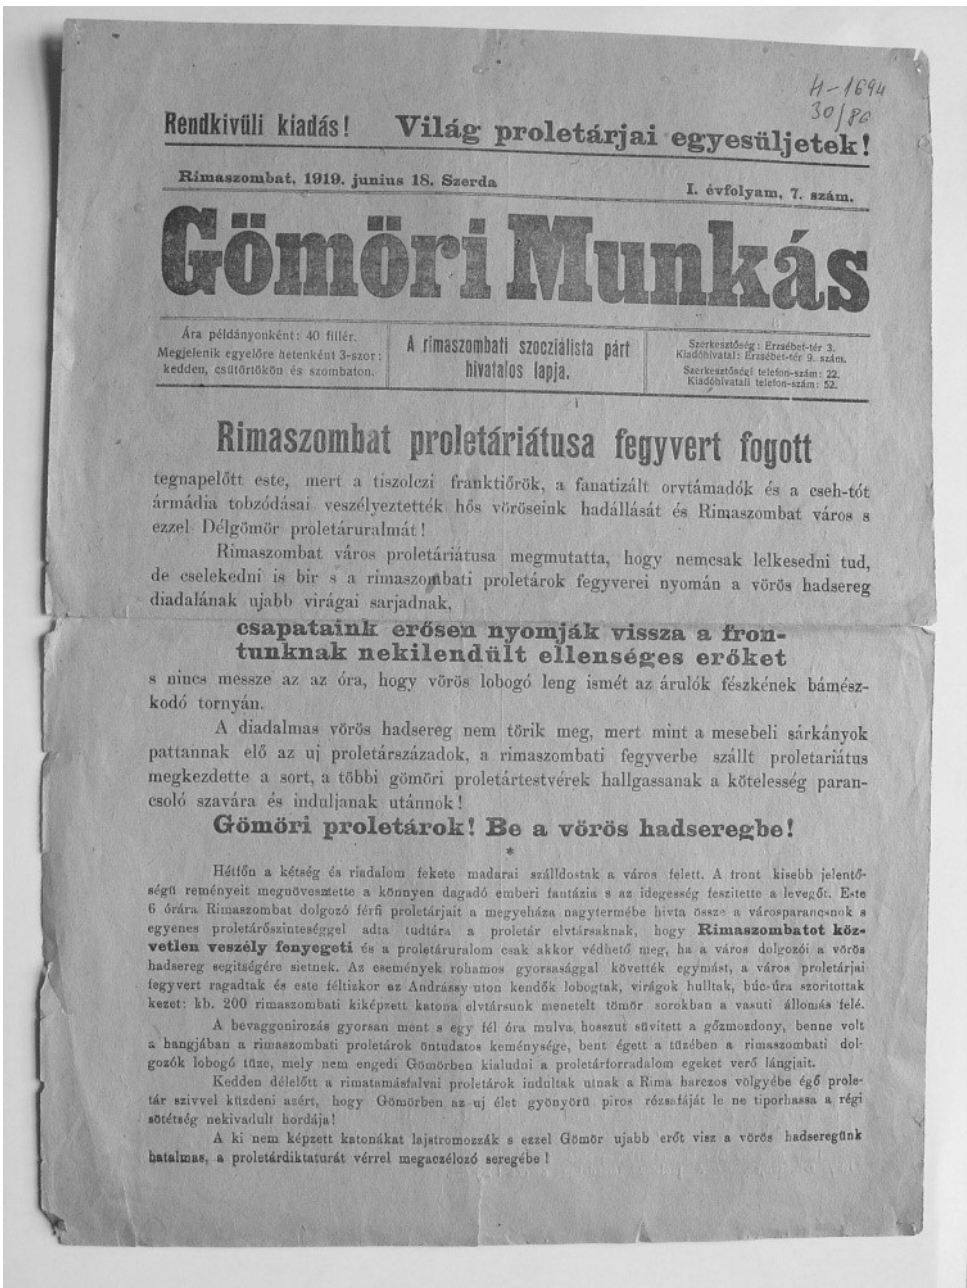 H-1694
30/86
Rendkivüli kiadás! Világ proletárjai egyesüljetek!
Rimaszombat, 1919. junius 18. Szerda
I. évfolyam, 7. szám.
Gömöri Munkás
Ára példányonként: 40 fillér.
Megjelenik egyelőre hetenként 3-szor:
kedden, csütörtökön és szombaton.
A rimaszombati szocziálista párt
hivatalos lapja.
Szerkesztőség: Erzsébet-tér 3.
Kiadóhivatal: Erzsébet-tér 9. szám.
Szerkesztőségi telefon-szám: 22.
Kiadóhivatali telefon-szám: 52.
Rimaszombat proletáriátusa fegyvert fogott
tegnapelőtt este, mert a tiszolczi franktiőrök, a fanatizált orvtámadók és a cseh-tót
ármádia tobzódásai veszélyeztették hős vöröseink hadállását és Rimaszombat város s
ezzel Délgömör proletáruralmát!
Rimaszombat város proletáriátusa megmutatta, hogy nemcsak lelkesedni tud,
de cselekedni is bir s a rimaszombati proletárok fegyverei nyomán a vörös hadsereg
diadalának ujabb virágai sarjadnak,
csapataink erősen nyomják vissza a fron-
tunknak nekilendült ellenséges erőket
s nincs messze az az óra, hogy vörös lobogó leng ismét az árulók fészkének bámész-
kodó tornyán.
A diadalmas vörös hadsereg nem törik meg, mert mint a mesebeli sárkányok
pattannak elő az uj proletárszázadok, a rimaszombati fegyverbe szállt proletariátus
megkezdette a sort, a többi gömöri proletártestvérek hallgassanak a kötelesség paran-
csoló szavára és induljanak utánnok!
Gömöri proletárok! Be a vörös hadseregbe!
*
Hétfőn a kétség és riadalom fekete madarai szálldostak a város felett. A front kisebb jelentő-
ségü reményeit megnövesztette a könnyen dagadó emberi fantázia s az idegesség feszitette a levegőt. Este
6 órára Rimaszombat dolgozó férfi proletárjait a megyeháza nagytermébe hivta össze a városparancsnok s
egyenes proletárőszinteséggel adta tudtára a proletár elvtársaknak, hogy Rimaszombatot köz-
vetlen veszély fenyegeti és a proletáruralom csak akkor védhető meg, ha a város dolgozói a vörös
hadsereg segitségére sietnek. Az események rohamos gyorsasággal követték egymást, a város proletárjai
fegyvert ragadtak és este féltizkor az Andrássy-uton kendők lobogtak, virágok hulltak, búcsúra szoritottak
kezet: kb. 200 rimaszombati kiképzett katona elvtársunk menetelt tömör sorokban a vasuti állomás felé.
A bevaggonirozás gyorsan ment s egy fél óra mulva hosszut süvitett a gőzmozdony, benne volt
a hangjában a rimaszombati proletárok öntudatos keménysége, bent égett a tüzében a rimaszombati dol-
gozók lobogó tüze, mely nem engedi Gömörben kialudni a proletárforradalom egeket verő lángjait.
Kedden délelőtt a rimatamásfalvai proletárok indultak utnak a Rima harczos völgyébe égő prole-
tár szivvel küzdeni azért, hogy Gömörben az uj élet gyönyörü piros rózsafáját le ne tiporhassa a régi
sötétség nekivadult hordája!
A ki nem képzett katonákat lajstromozzák s ezzel Gömör ujabb erőt visz a vörös hadseregünk
hatalmas, a proletárdiktaturát vérrel megaczélozó seregébe!